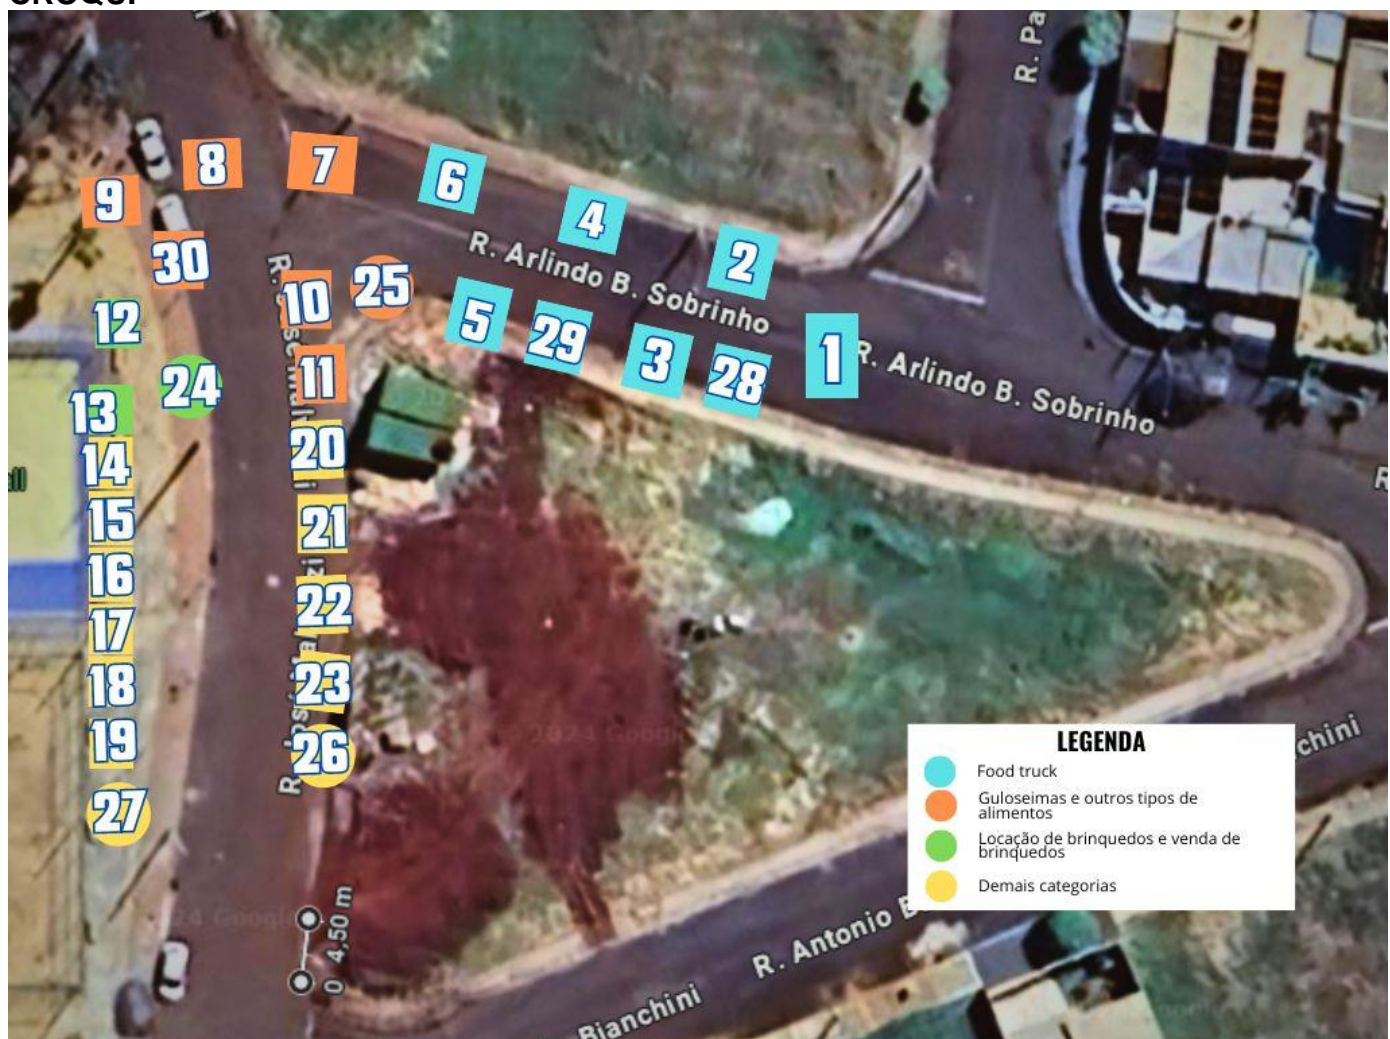 R. Pa
8
7
6
9
4
2
30
R. Arlindo B. Sobrinho
10
25
12
5
29
3
28
1
R. Arlindo B. Sobrinho
24
11
13
14
20
all
R
15
21
16
22
17
18
23
19
26
27
LEGENDA
Food truck
Guloseimas e outros tipos de
alimentos
Locação de brinquedos e venda de
brinquedos
Demais categorias
chini
0 4,50 m
R. Antonio B
Bianchini
2024 Google